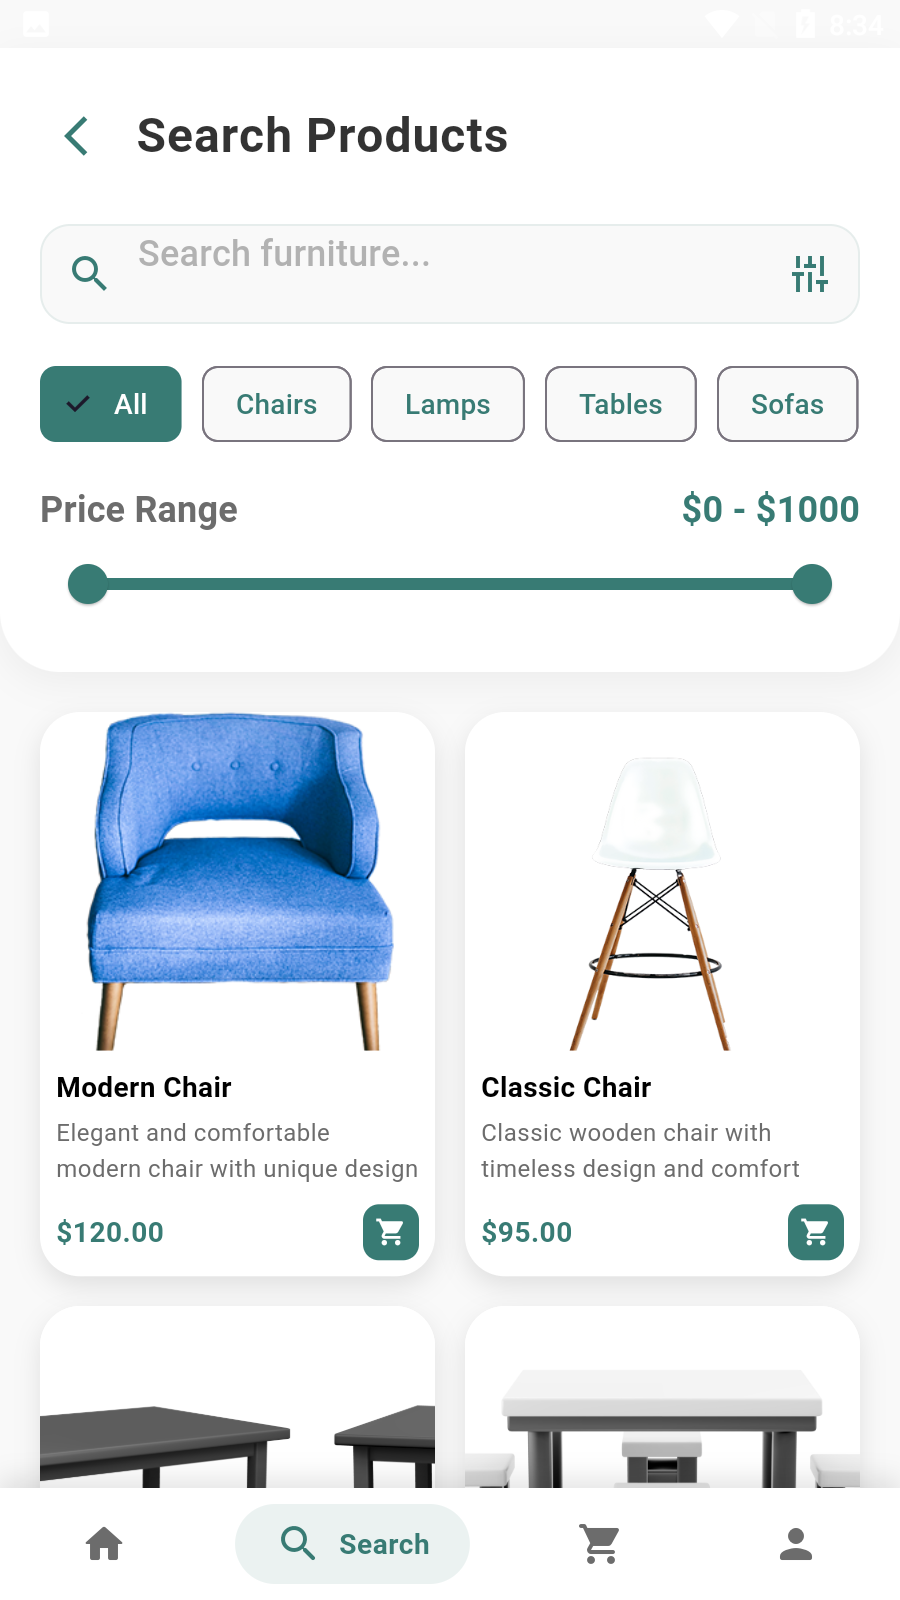 8:34
Search Products
Search furniture...
All
Chairs
Lamps
Tables
Sofas
Price Range
$0 - $1000
Modern Chair
Elegant and comfortable
modern chair with unique design
$120.00
Classic Chair
Classic wooden chair with
timeless design and comfort
$95.00
Search